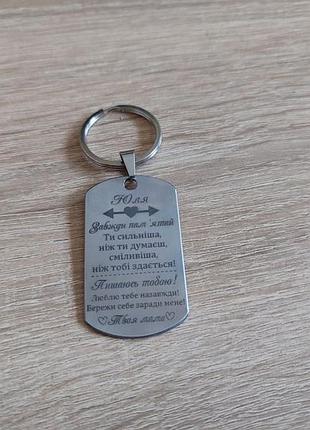 Юля
Завжди пам'ятай
Ти сильніша,
ніж ти думаєш,
сміливіша,
ніж тобі здається!
Пишаюсь тобою!
Люблю тебе назавжди!
Бережи себе заради мене!
♡Твоя мама♡